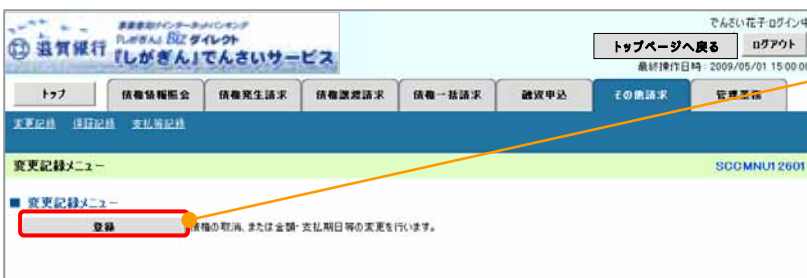 でんさい花子ログイン中
滋賀銀行
事業者向けインターネットバンキング
「しがぎん」Biz ダイレクト
『しがぎん』でんさいサービス
トップページへ戻る
ログアウト
最終操作日時：2009/05/01 15:00:00
トップ
債権情報照会
債権発生請求
債権譲渡請求
債権一括請求
融資申込
その他請求
管理業務
変更記録 保証記録 支払等記録
変更記録メニュー
SCCMNU12601
■ 変更記録メニュー
登録
債権の取消、または金額・支払期日等の変更を行います。